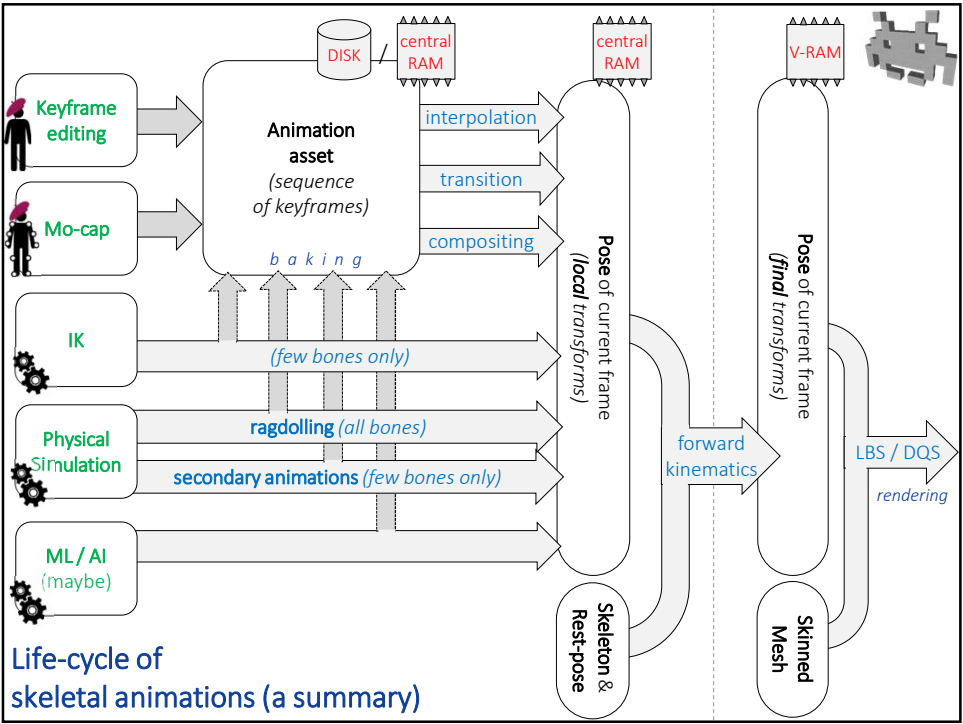 DISK
/
central
RAM
central
RAM
V-RAM
Keyframe
editing
Mo-cap
IK
Physical
Simulation
ML / AI
(maybe)
Animation
asset
(sequence
of keyframes)
baking
interpolation
transition
compositing
(few bones only)
ragdolling (all bones)
secondary animations (few bones only)
Pose of current frame
(local transforms)
Skeleton &
Rest-pose
forward
kinematics
Pose of current frame
(final transforms)
Skinned
Mesh
LBS / DQS
rendering
Life-cycle of
skeletal animations (a summary)